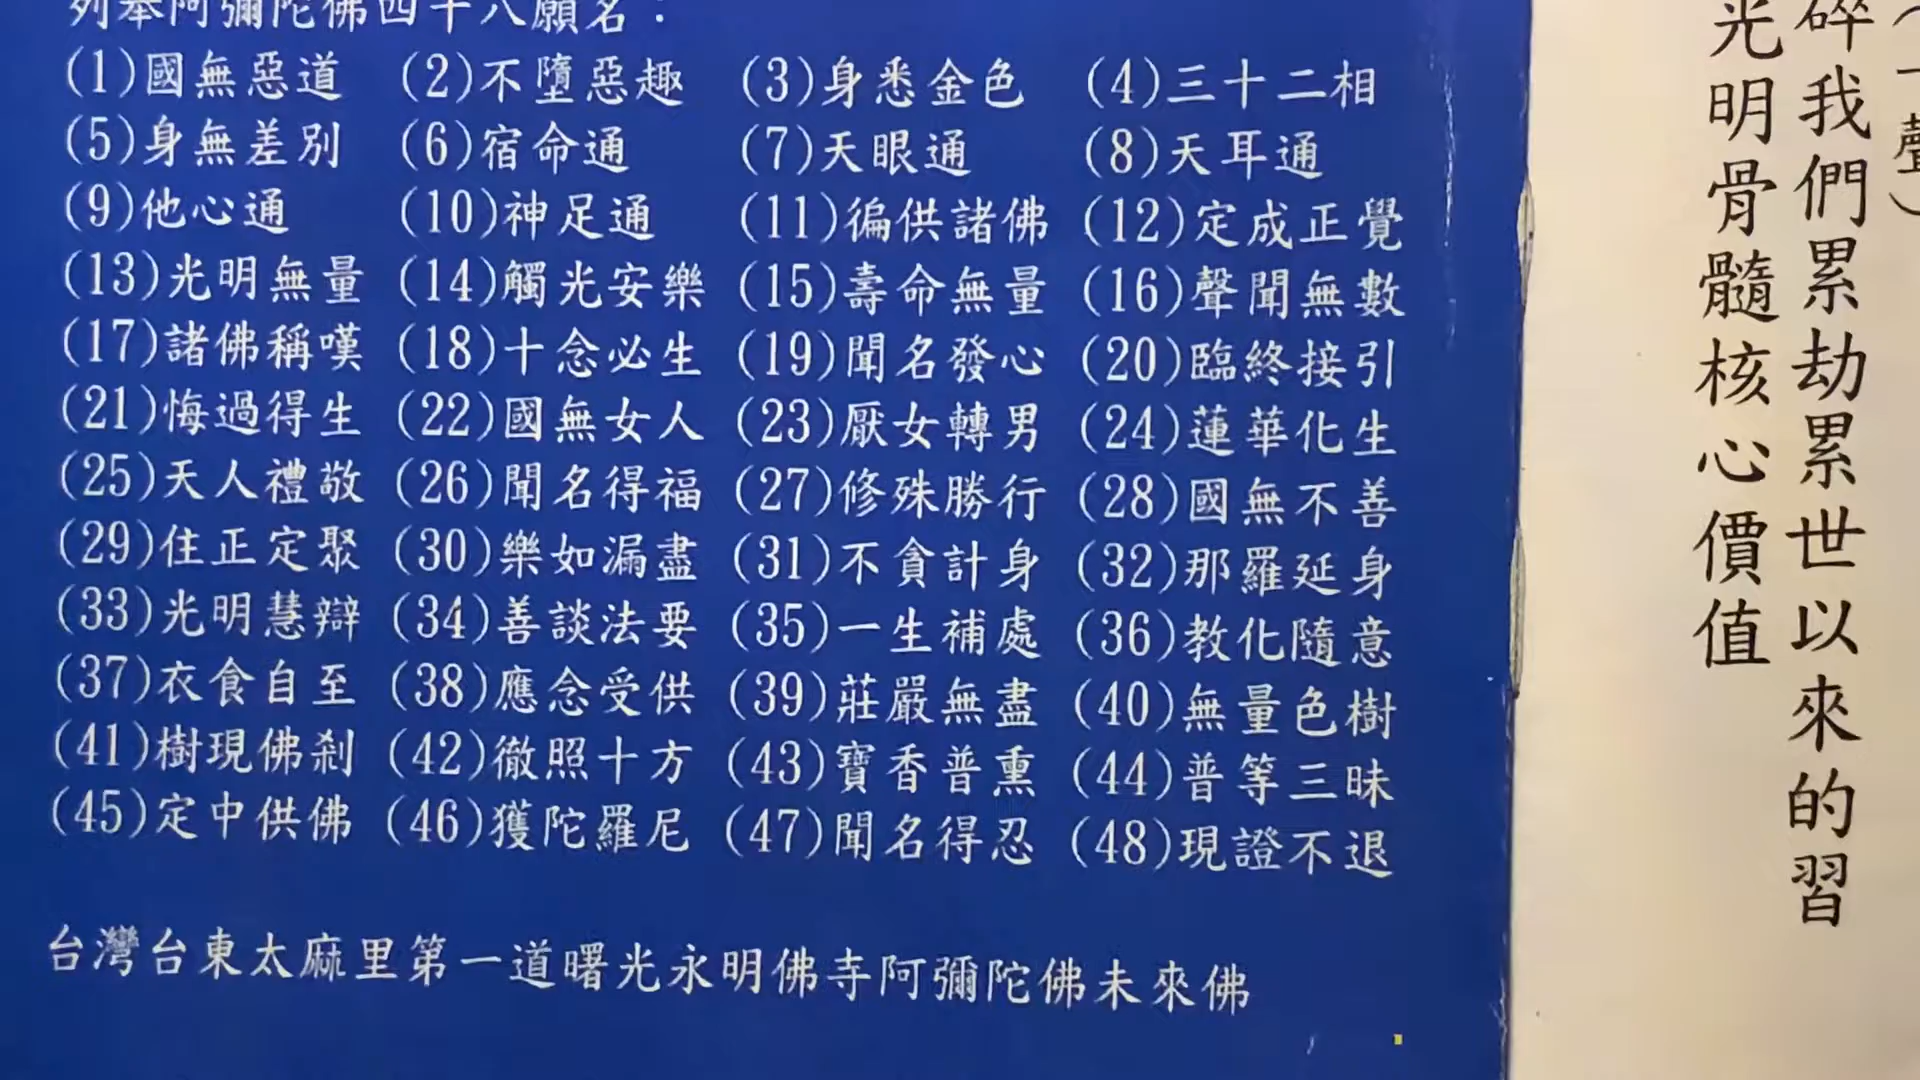 列舉阿彌陀佛四十八願名：
(1)國無惡道 (2)不墮惡趣 (3)身悉金色 (4)三十二相
(5)身無差別 (6)宿命通 (7)天眼通 (8)天耳通
(9)他心通 (10)神足通 (11)徧供諸佛 (12)定成正覺
(13)光明無量 (14)觸光安樂 (15)壽命無量 (16)聲聞無數
(17)諸佛稱嘆 (18)十念必生 (19)聞名發心 (20)臨終接引
(21)悔過得生 (22)國無女人 (23)厭女轉男 (24)蓮華化生
(25)天人禮敬 (26)聞名得福 (27)修殊勝行 (28)國無不善
(29)住正定聚 (30)樂如漏盡 (31)不貪計身 (32)那羅延身
(33)光明慧辯 (34)善談法要 (35)一生補處 (36)教化隨意
(37)衣食自至 (38)應念受供 (39)莊嚴無盡 (40)無量色樹
(41)樹現佛剎 (42)徹照十方 (43)寶香普熏 (44)普等三昧
(45)定中供佛 (46)獲陀羅尼 (47)聞名得忍 (48)現證不退
台灣台東太麻里第一道曙光永明佛寺阿彌陀佛未來佛
一聲）
碎我們累劫累世以來的習
光明骨髓核心價值